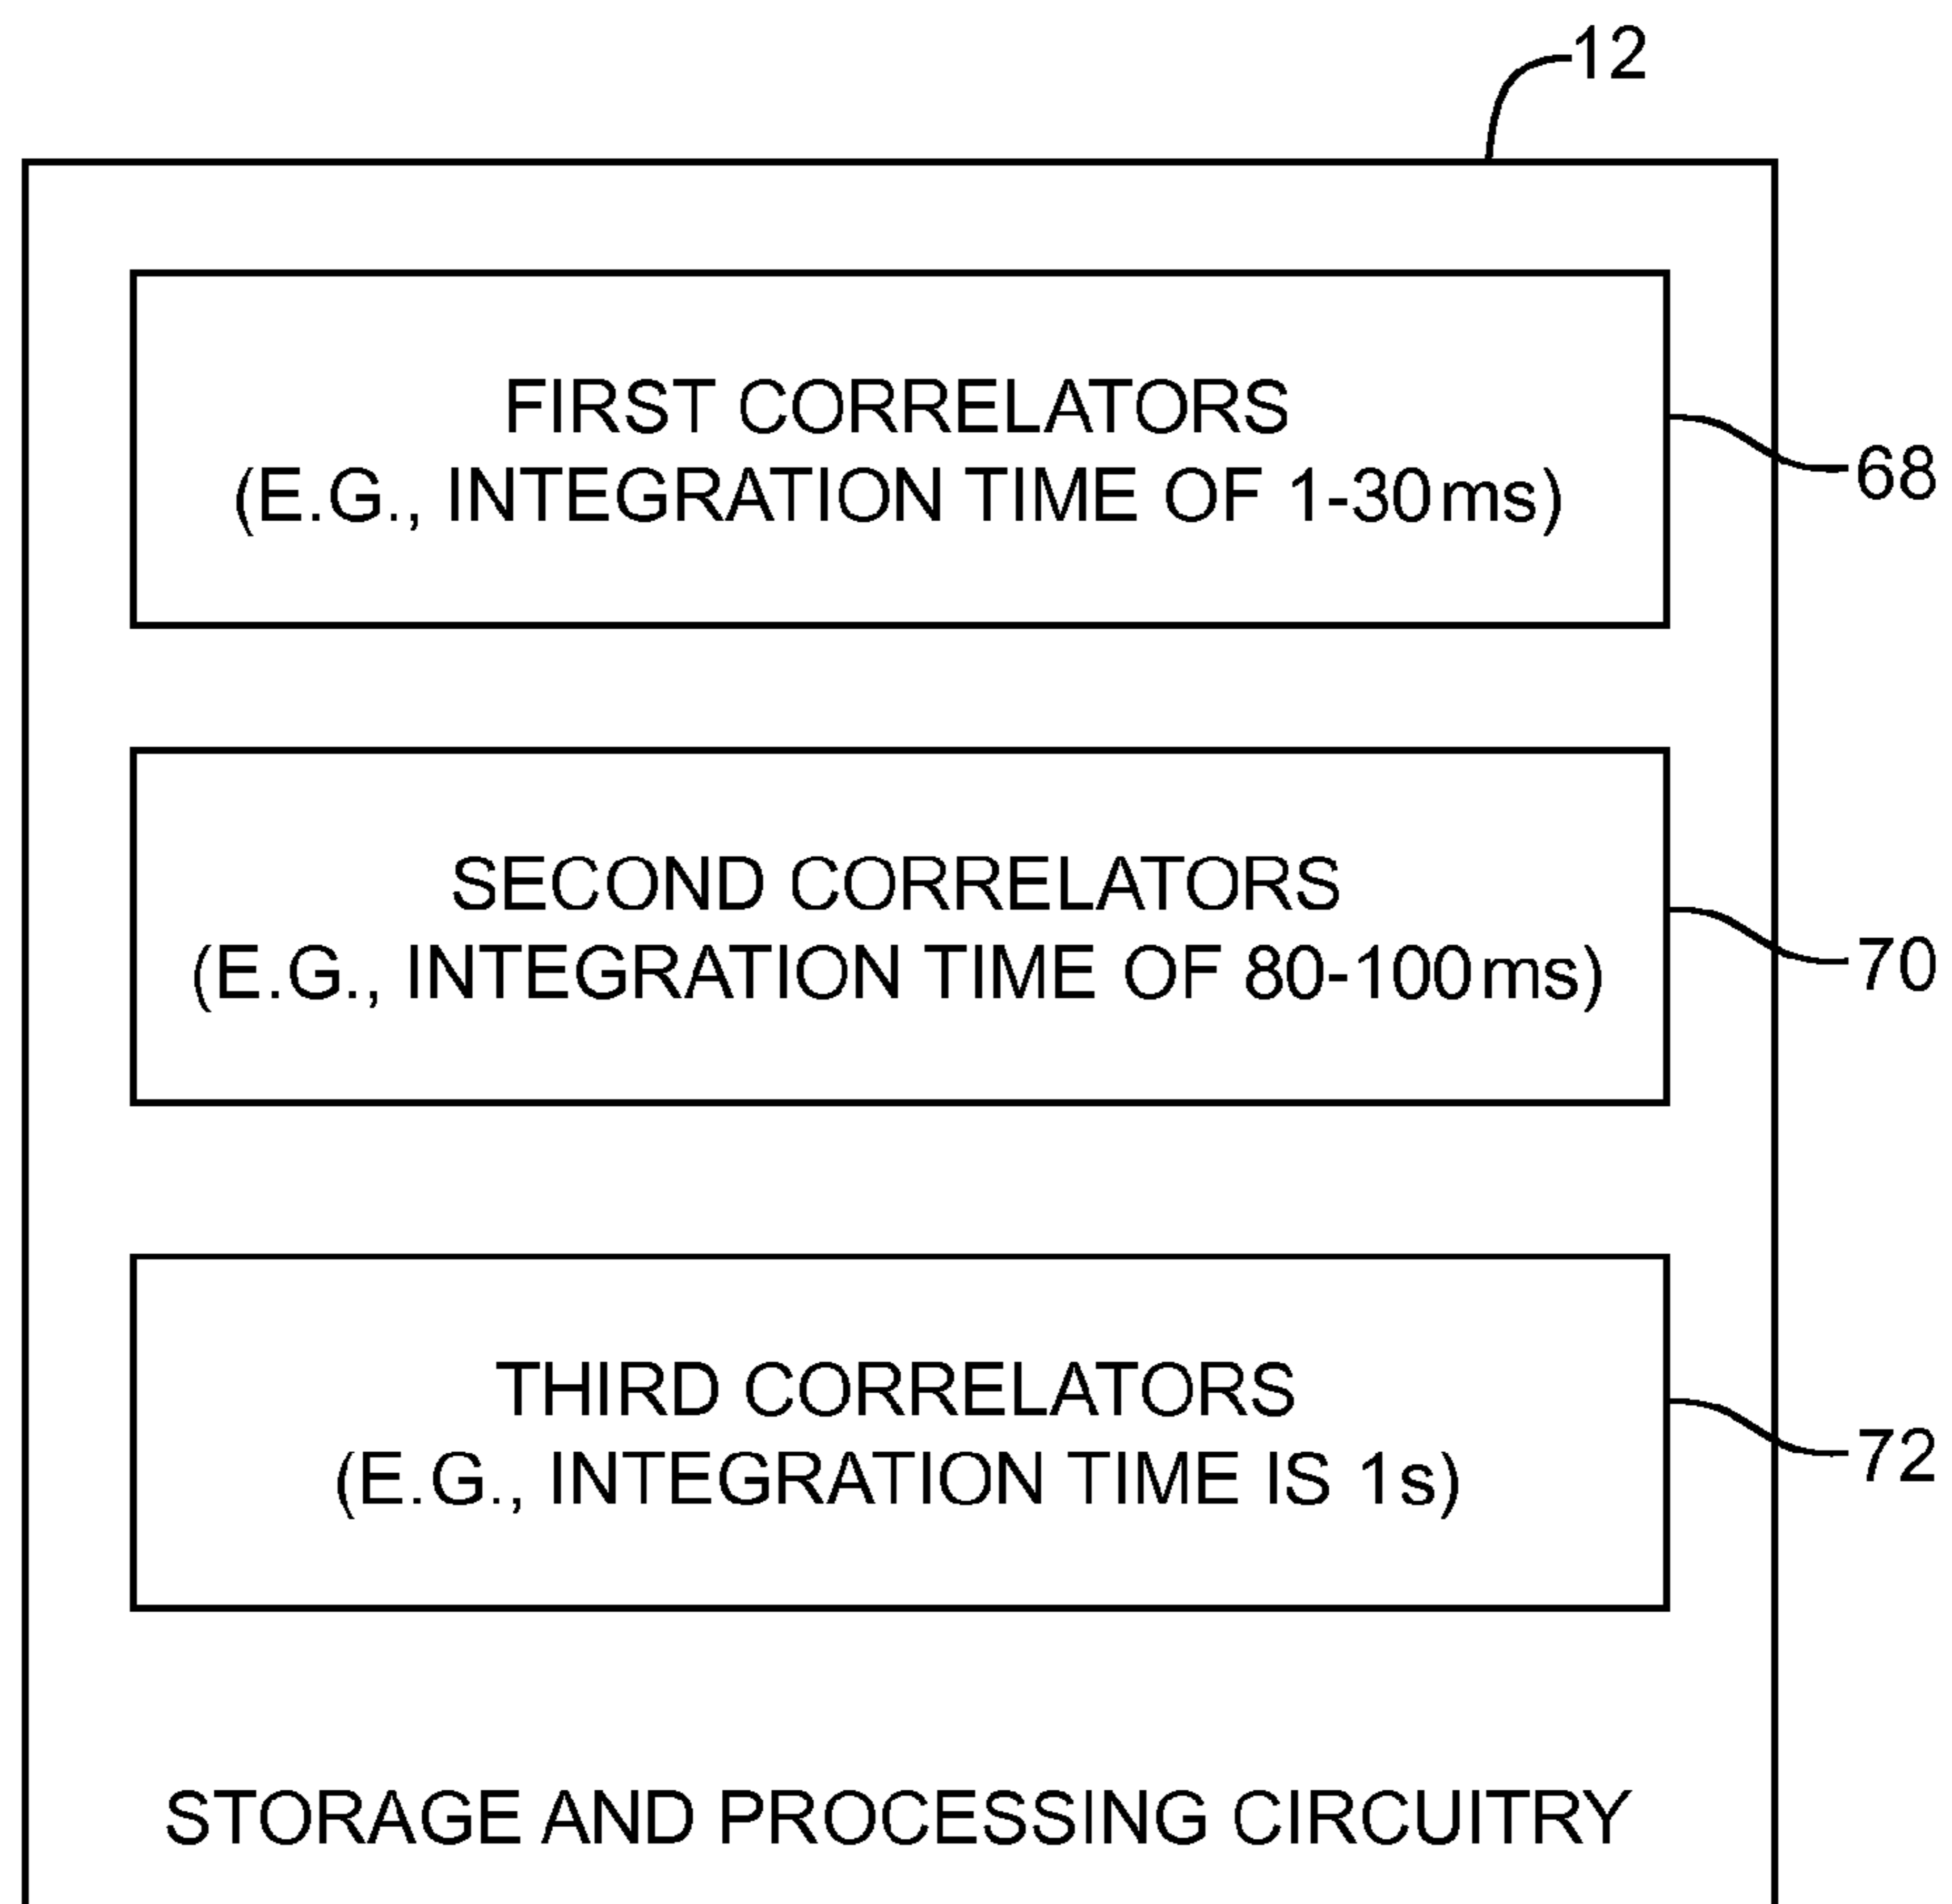 12
FIRST CORRELATORS
(E.G., INTEGRATION TIME OF 1-30ms)
68
SECOND CORRELATORS
(E.G., INTEGRATION TIME OF 80-100ms)
70
THIRD CORRELATORS
(E.G., INTEGRATION TIME IS 1s)
72
STORAGE AND PROCESSING CIRCUITRY